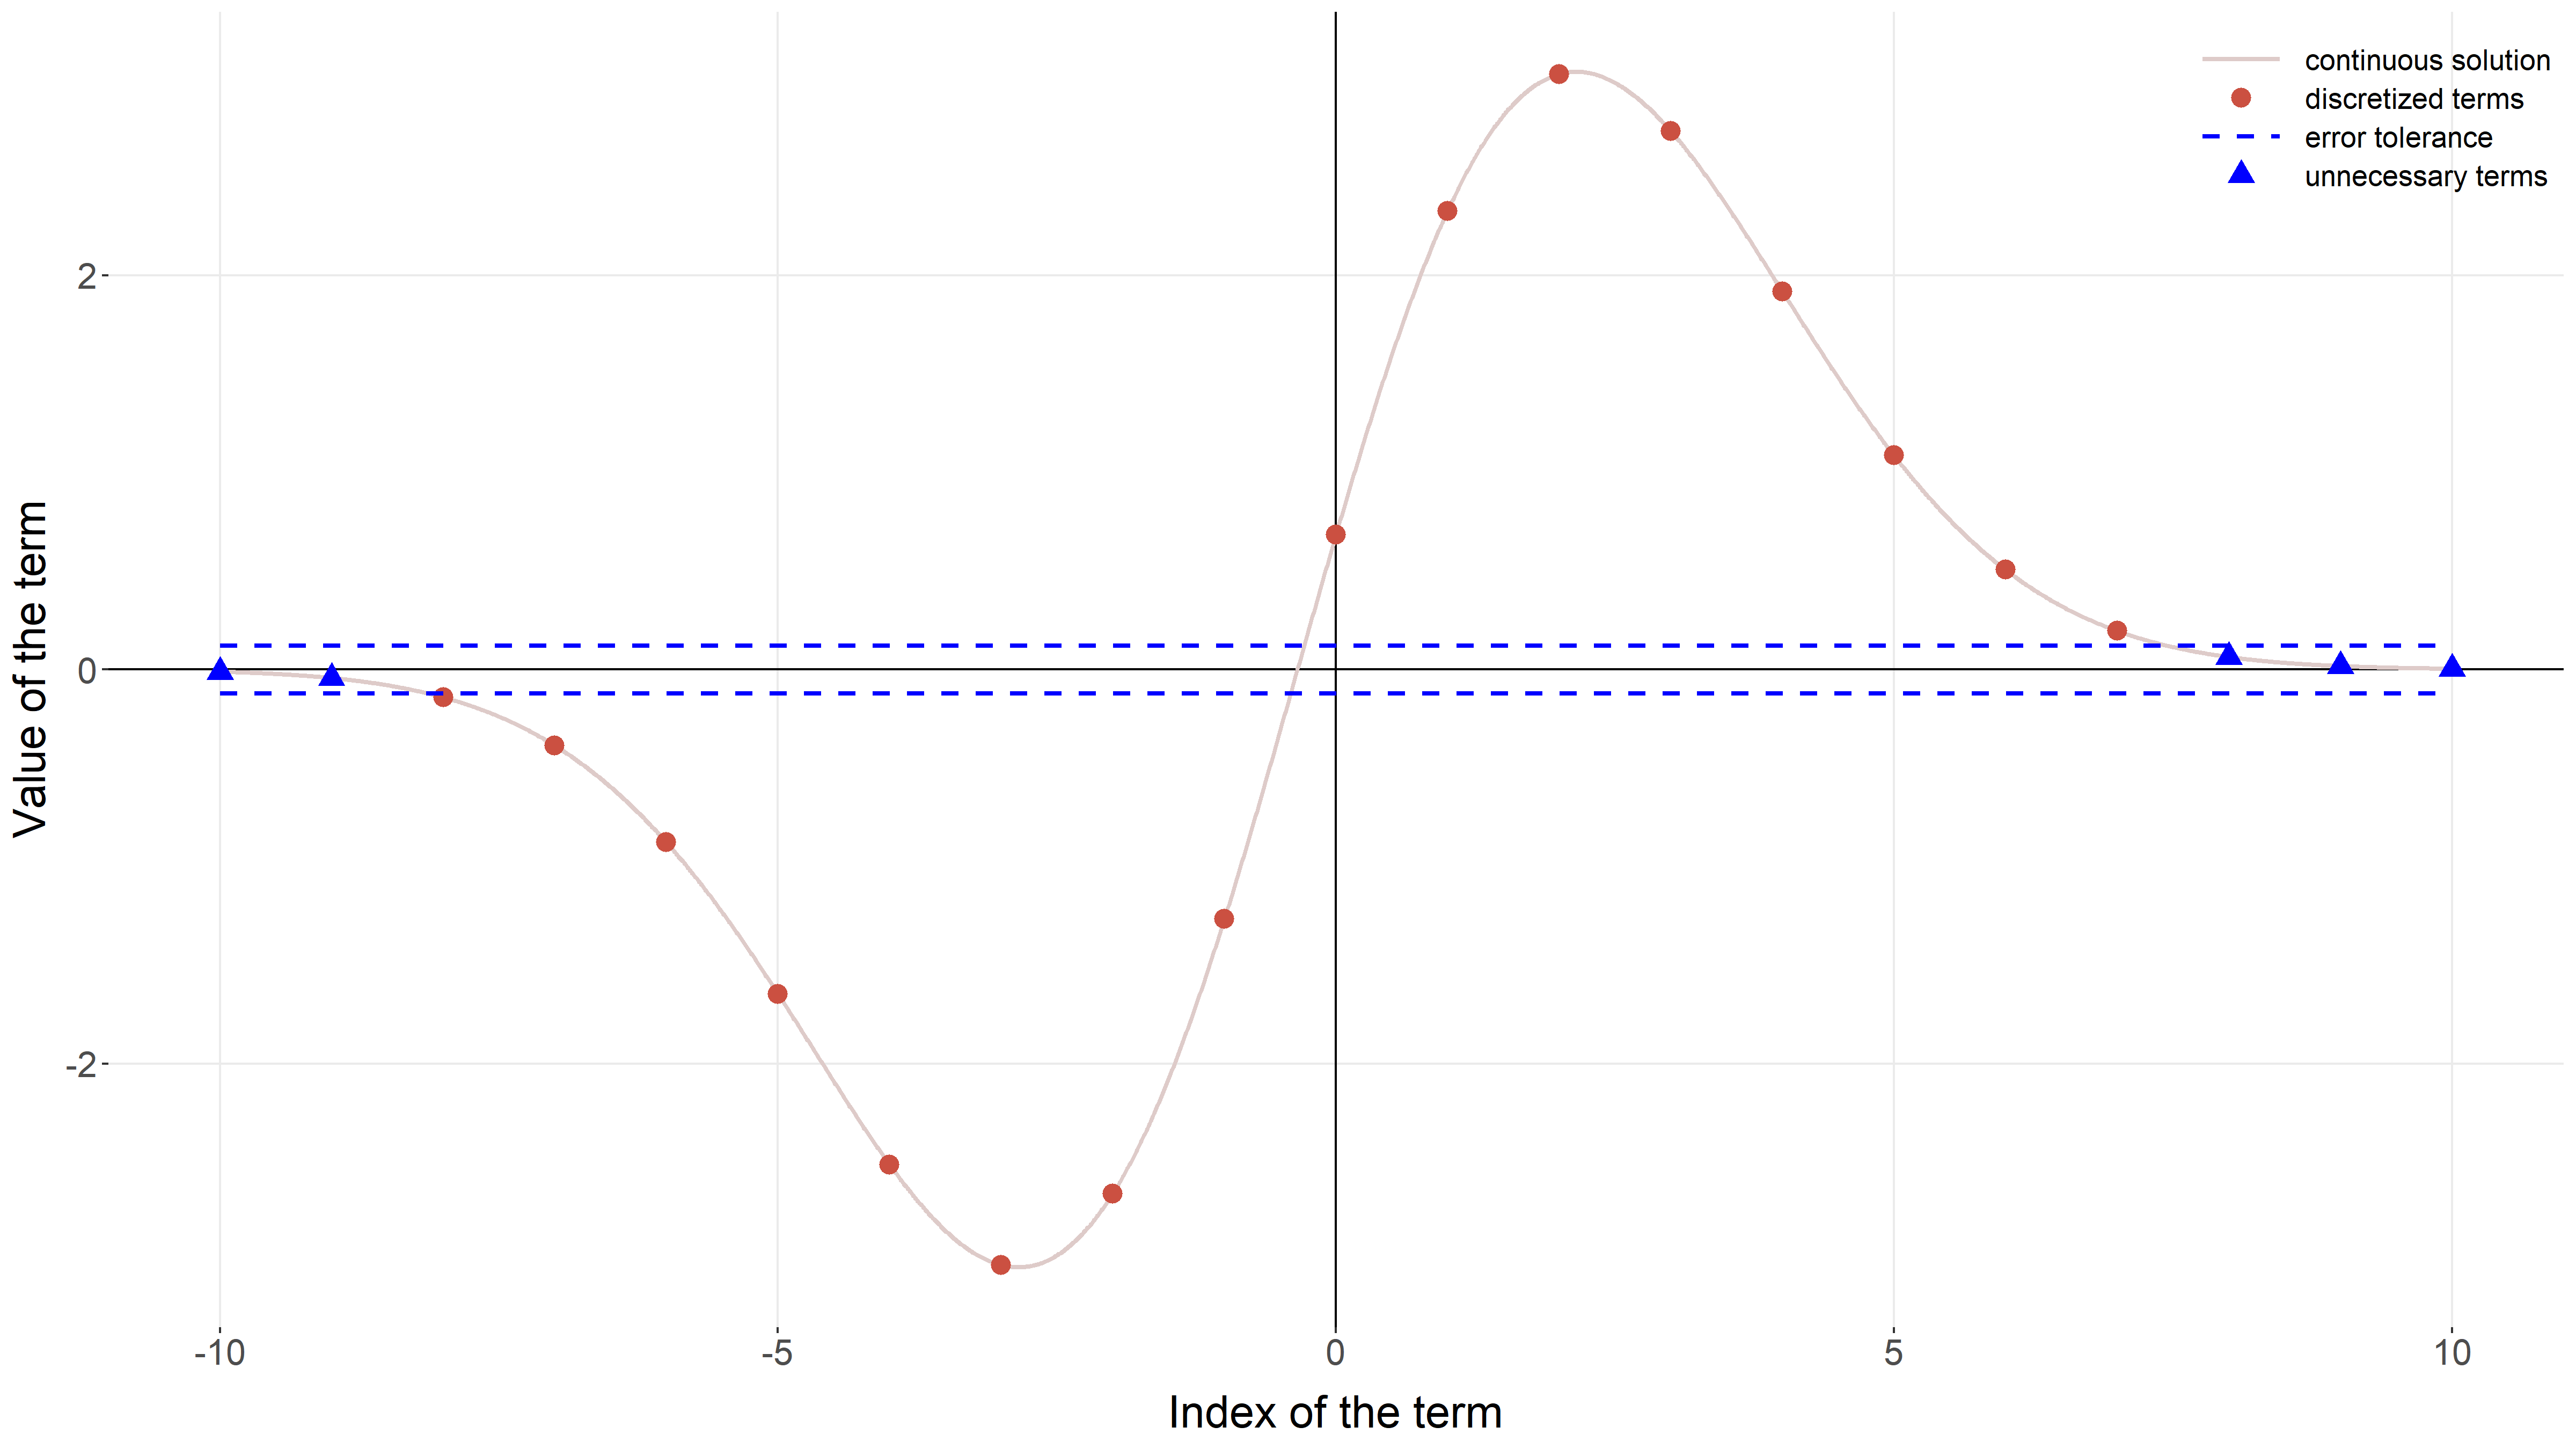 continuous solution
discretized terms
error tolerance
unnecessary terms
Value of the term
2
0
-2
-10 -5 0 5 10
Index of the term